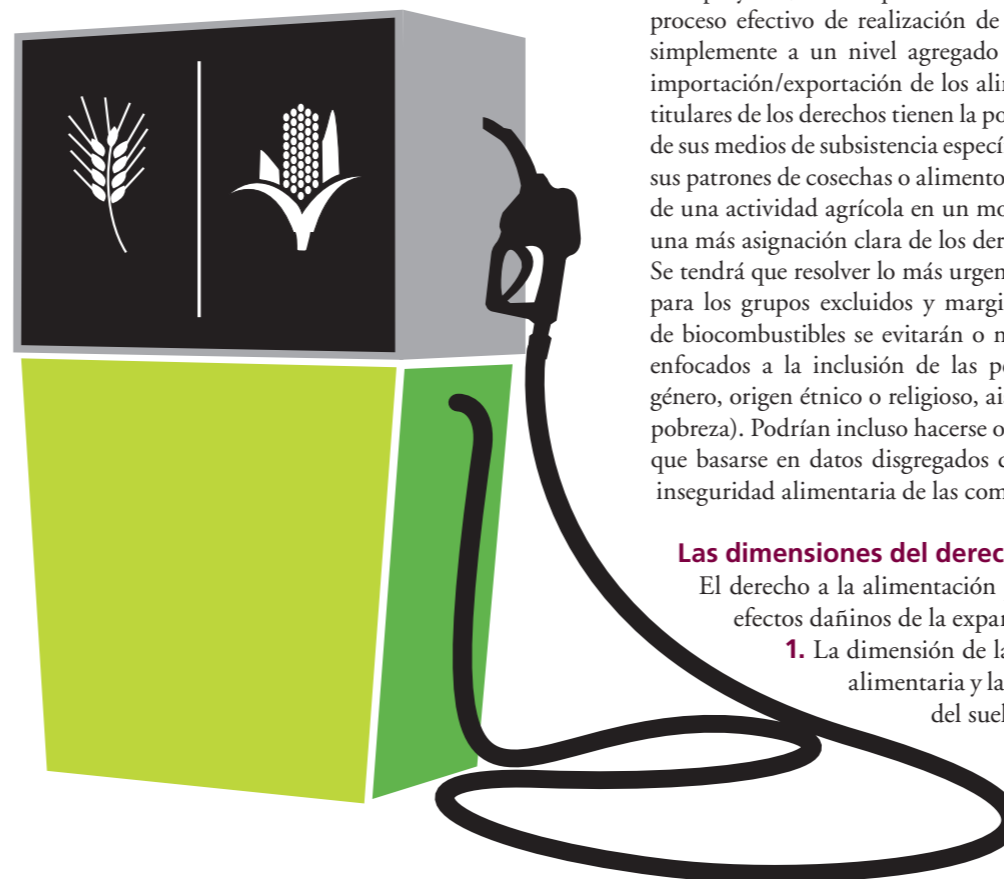 proceso efectivo de realización de
simplemente a un nivel agregado
importación/exportación de los alim
titulares de los derechos tienen la po
de sus medios de subsistencia específ
sus patrones de cosechas o alimento
de una actividad agrícola en un mo
una más asignación clara de los der
Se tendrá que resolver lo más urgen
para los grupos excluidos y margi
de biocombustibles se evitarán o m
enfocados a la inclusión de las po
género, origen étnico o religioso, ais
pobreza). Podrían incluso hacerse o
que basarse en datos disgregados d
inseguridad alimentaria de las com
Las dimensiones del derec
El derecho a la alimentación
efectos dañinos de la expan
1. La dimensión de la
alimentaria y la
del suel